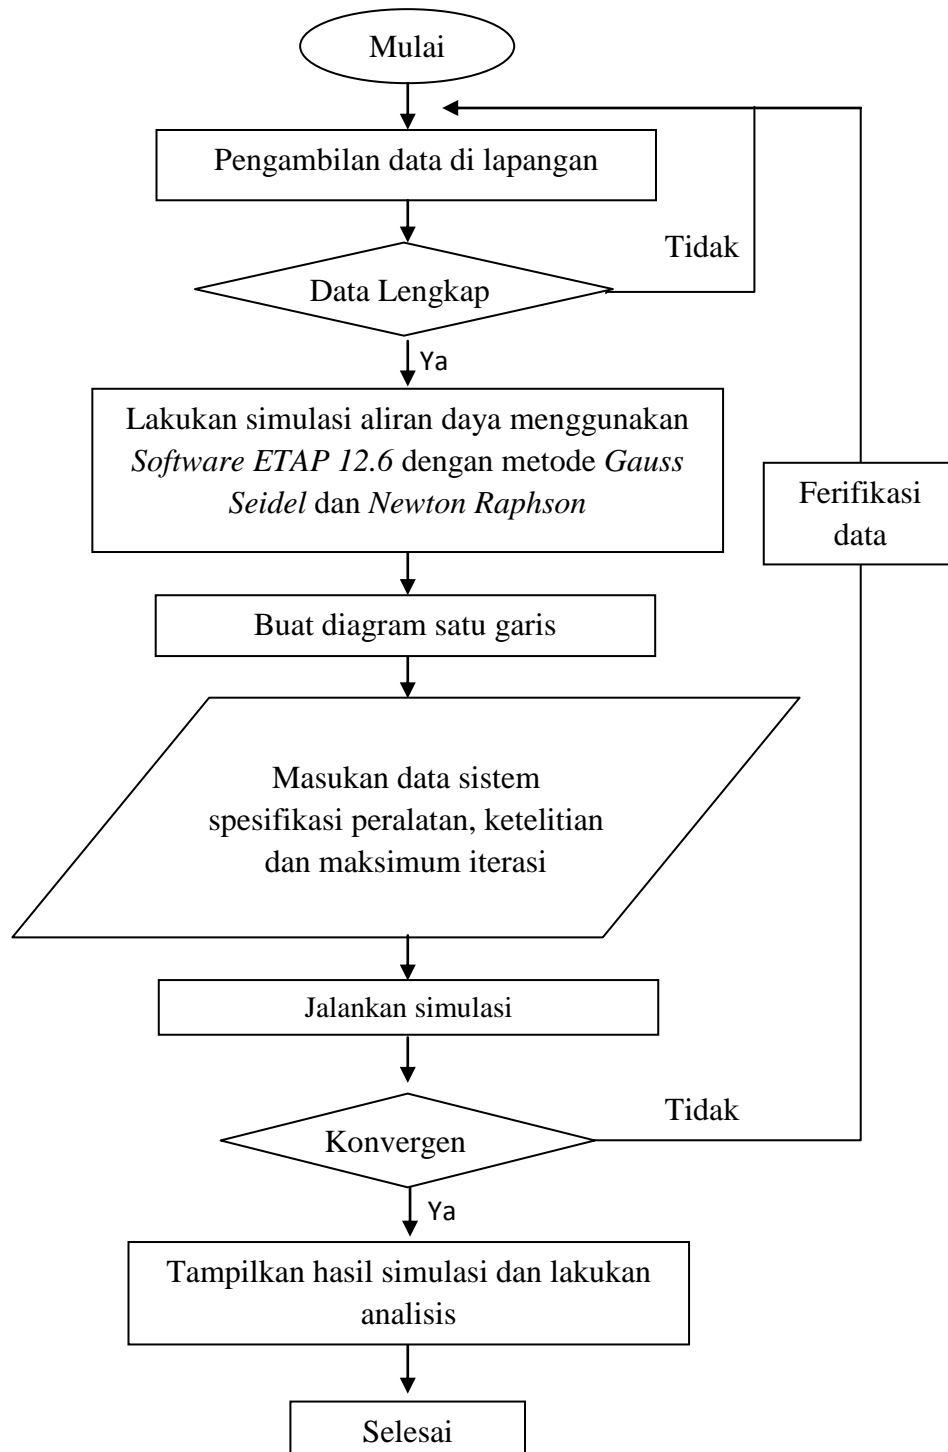 Mulai
Pengambilan data di lapangan
Tidak
Data Lengkap
Ya
Lakukan simulasi aliran daya menggunakan
Software ETAP 12.6 dengan metode Gauss
Seidel dan Newton Raphson
Ferifikasi
data
Buat diagram satu garis
Masukan data sistem
spesifikasi peralatan, ketelitian
dan maksimum iterasi
Jalankan simulasi
Tidak
Konvergen
Ya
Tampilkan hasil simulasi dan lakukan
analisis
Selesai